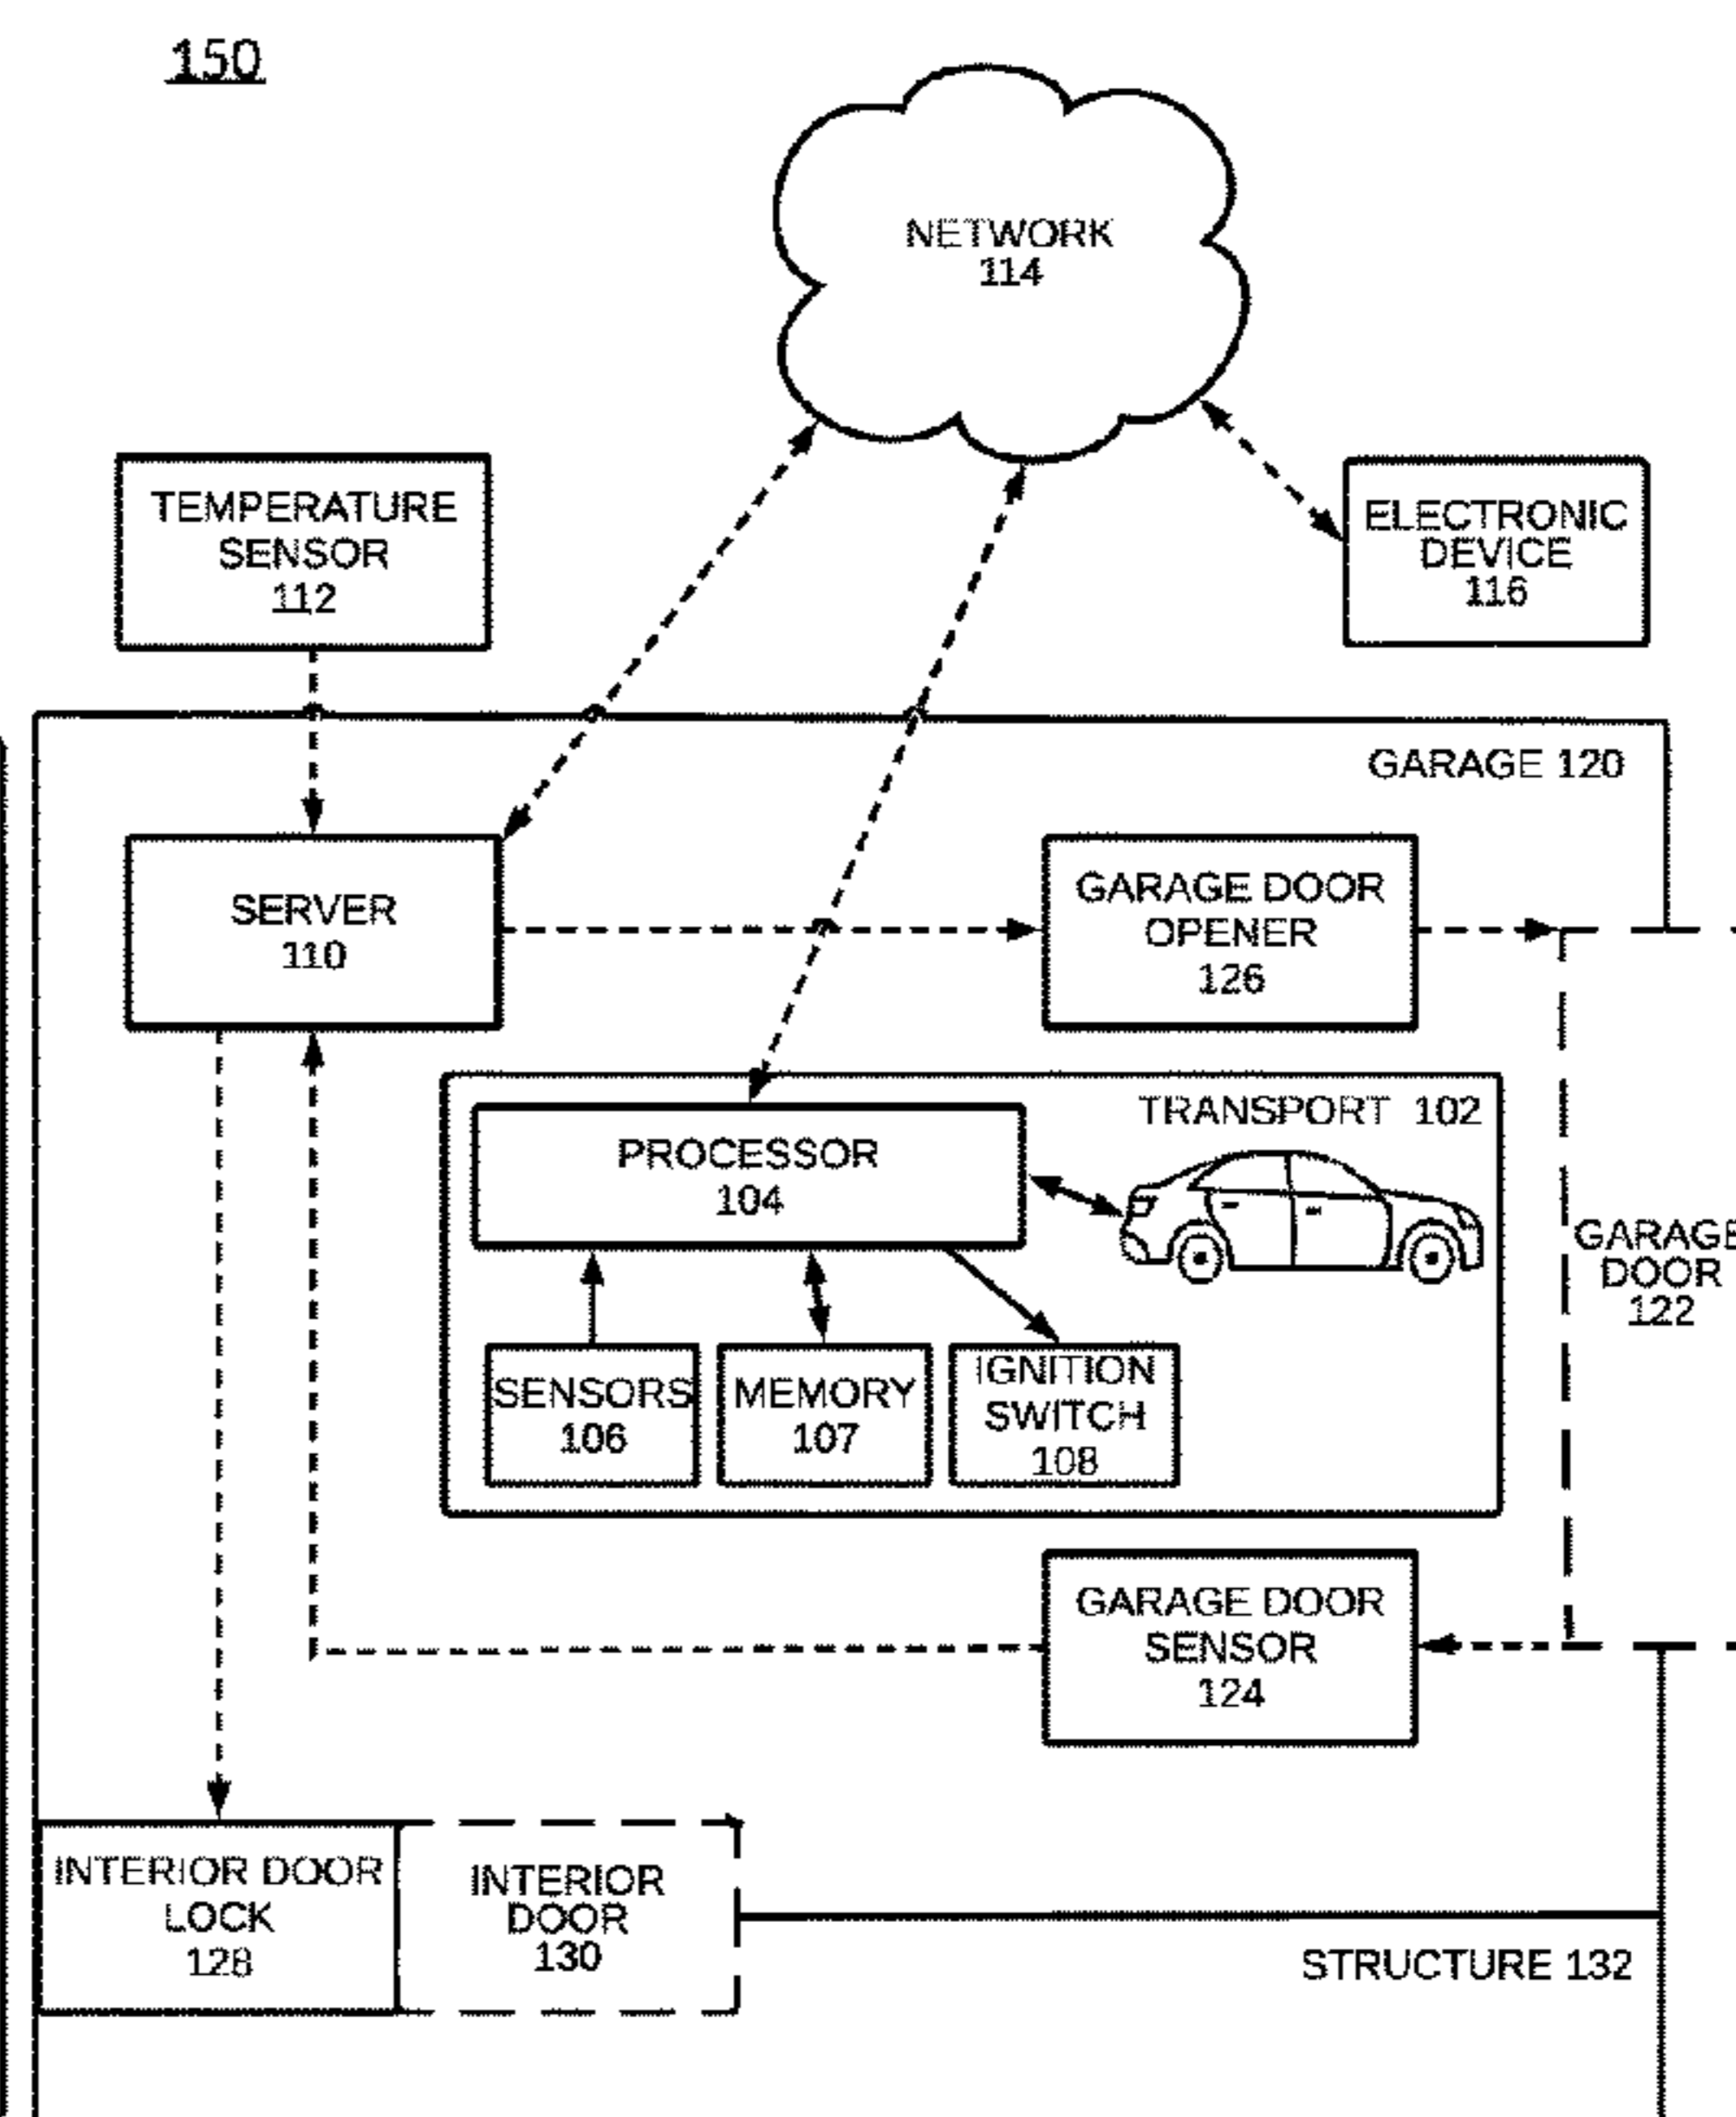 150
NETWORK
114
TEMPERATURE
SENSOR
112
ELECTRONIC
DEVICE
116
GARAGE 120
SERVER
110
GARAGE DOOR
OPENER
126
TRANSPORT 102
PROCESSOR
104
GARAGE
DOOR
122
SENSORS
106
MEMORY
107
IGNITION
SWITCH
108
GARAGE DOOR
SENSOR
124
INTERIOR DOOR
LOCK
128
INTERIOR
DOOR
130
STRUCTURE 132